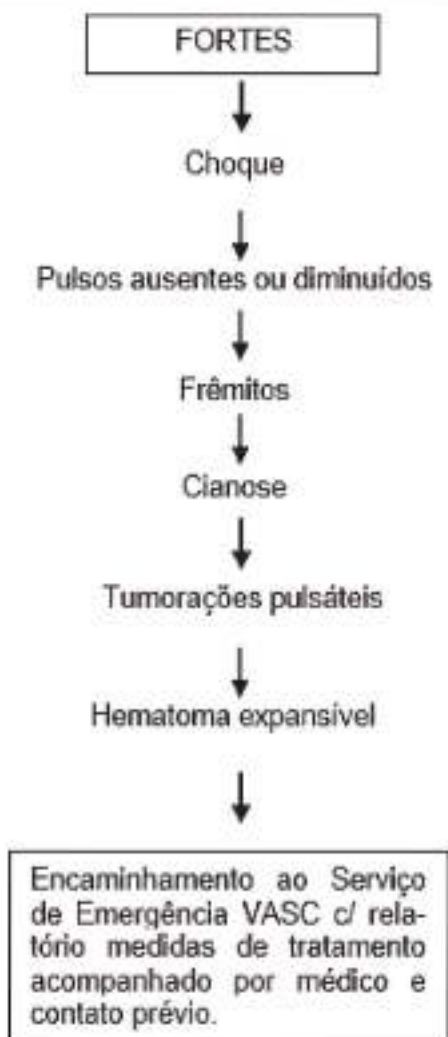 FORTES
Choque
Pulsos ausentes ou diminuídos
Frêmitos
Cianose
Tumorações pulsáteis
Hematoma expansível
Encaminhamento ao Serviço
de Emergência VASC c/ rela-
tório medidas de tratamento
acompanhado por médico e
contato prévio.